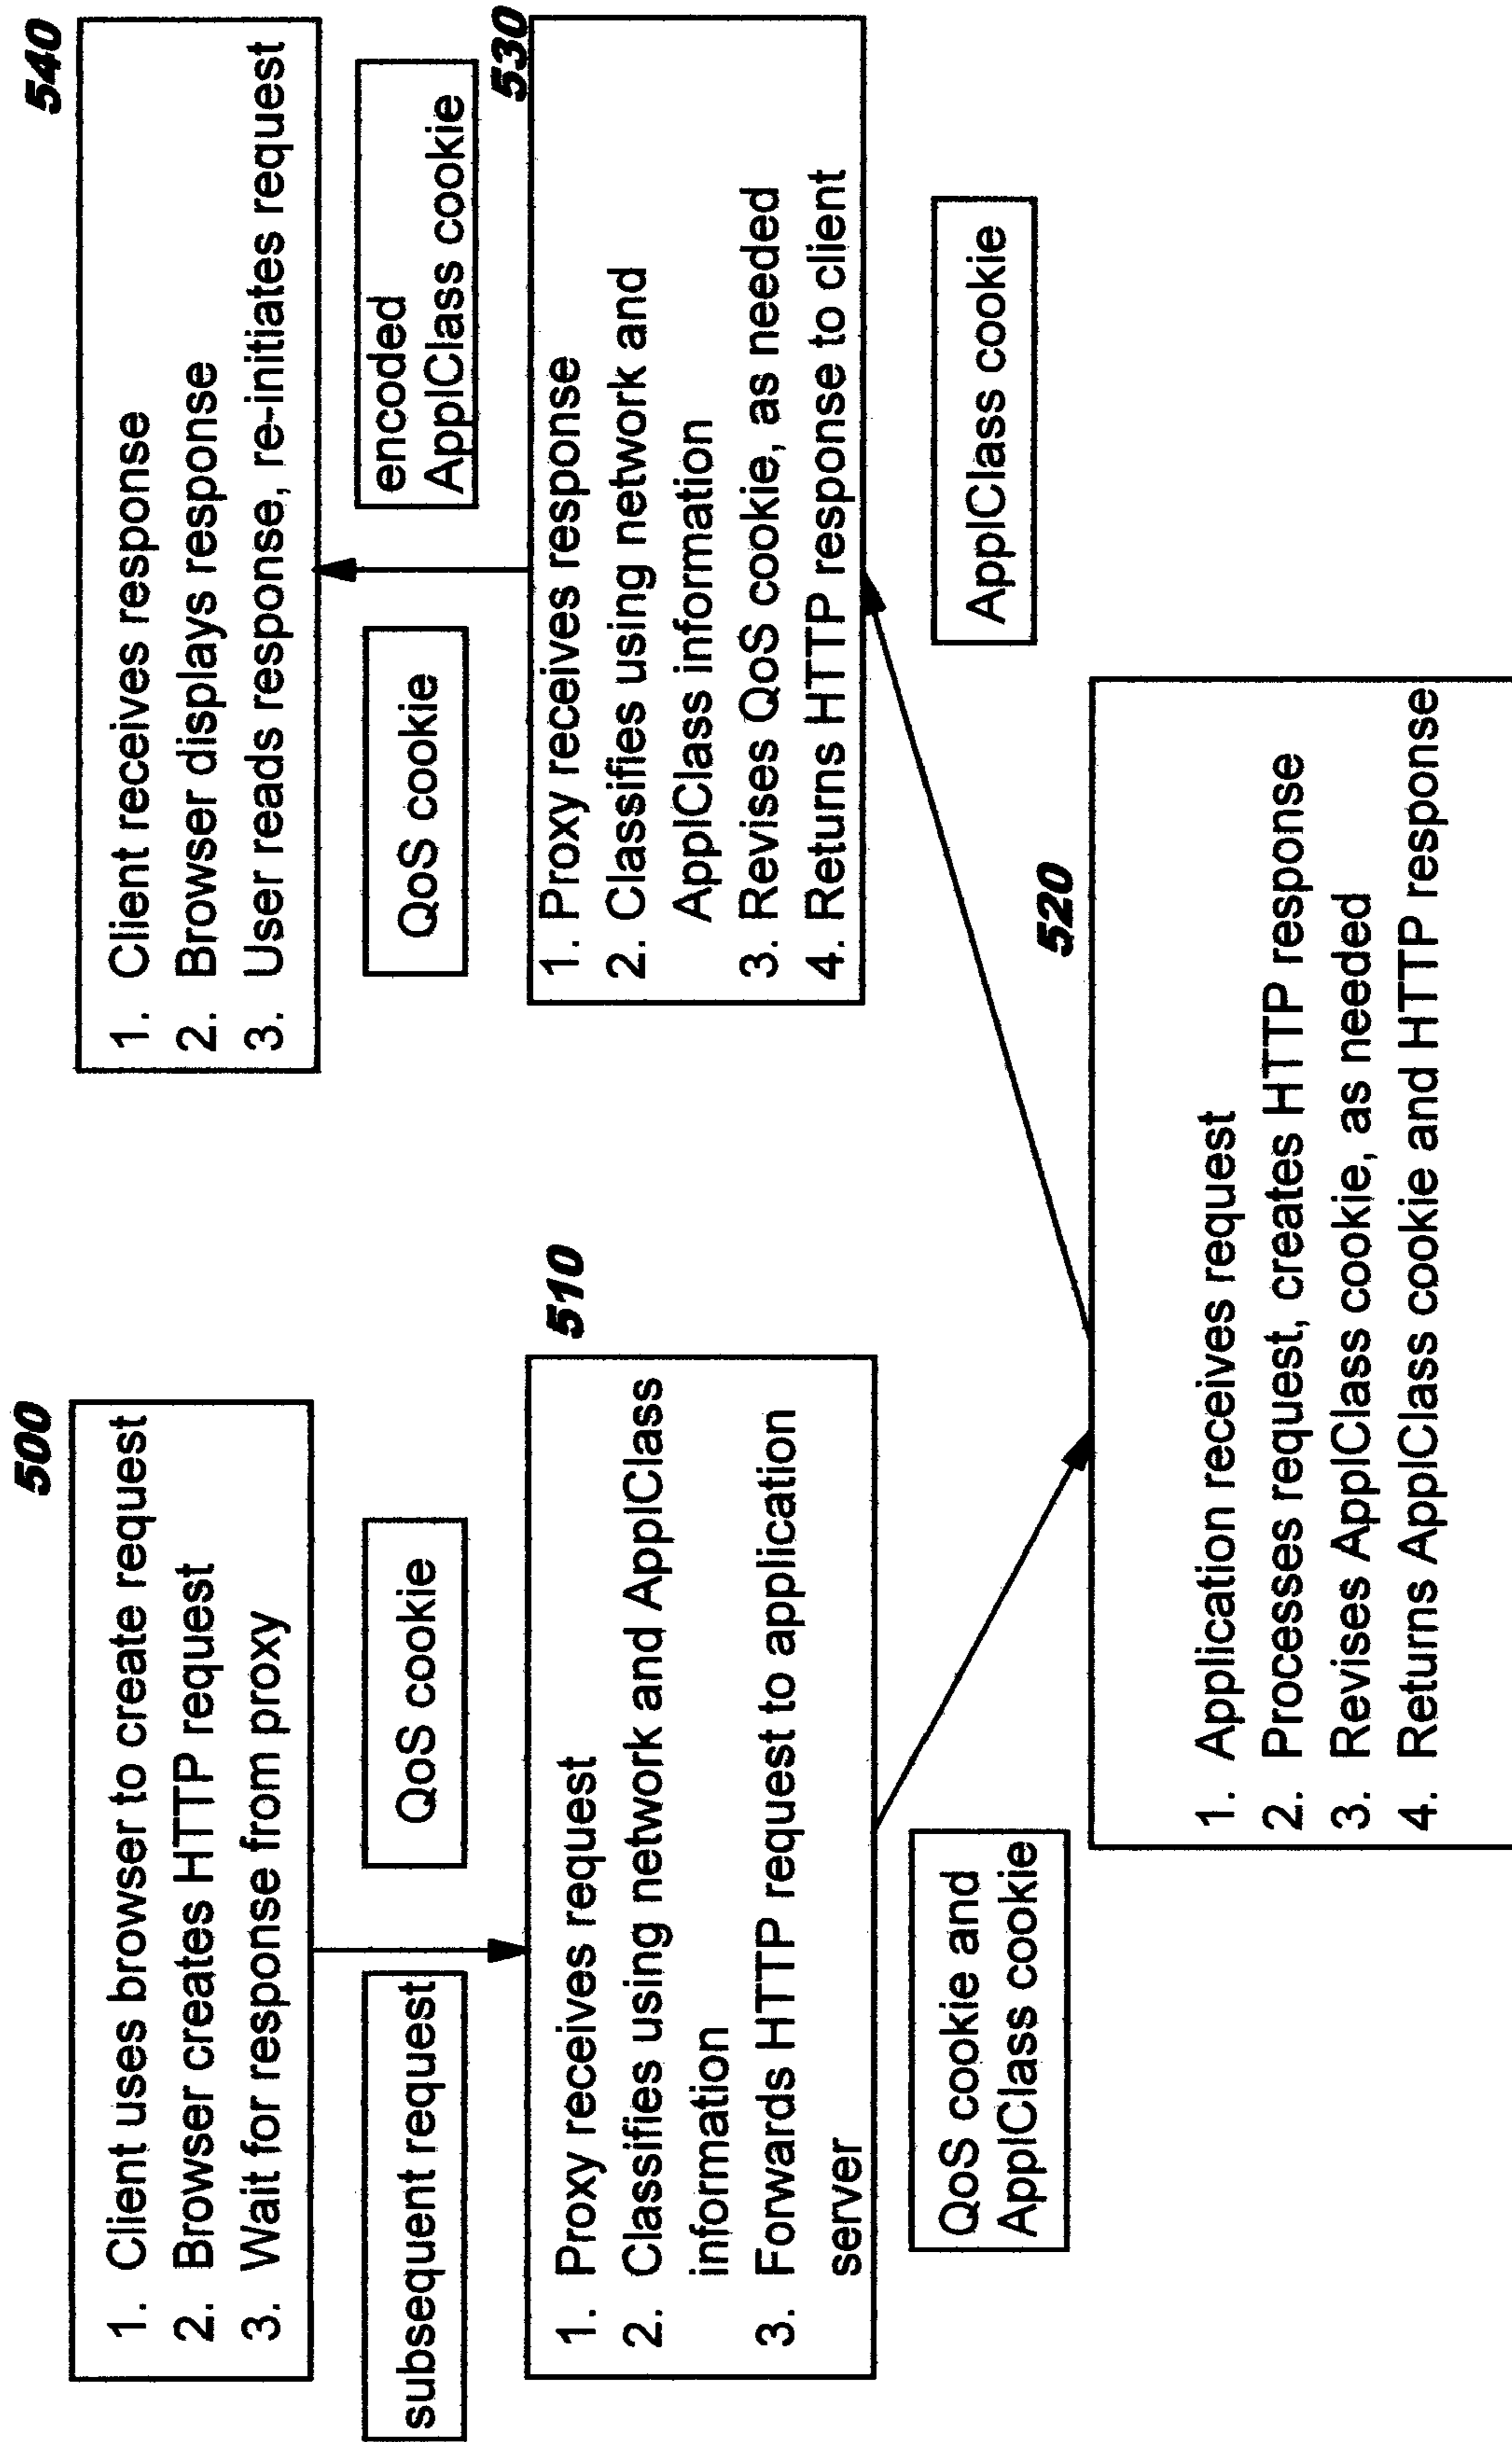 500
1. Client uses browser to create request
2. Browser creates HTTP request
3. Wait for response from proxy
subsequent request
QoS cookie
510
1. Proxy receives request
2. Classifies using network and ApplClass
information
3. Forwards HTTP request to application
server
QoS cookie and
ApplClass cookie
520
1. Application receives request
2. Processes request, creates HTTP response
3. Revises ApplClass cookie, as needed
4. Returns ApplClass cookie and HTTP response
ApplClass cookie
530
1. Proxy receives response
2. Classifies using network and
ApplClass information
3. Revises QoS cookie, as needed
4. Returns HTTP response to client
QoS cookie
encoded
ApplClass cookie
540
1. Client receives response
2. Browser displays response
3. User reads response, re-initiates request